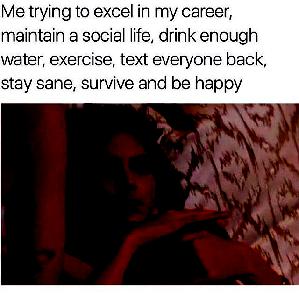 Me trying to excel in my career,
maintain a social life, drink enough
water, exercise, text everyone back,
stay sane, survive and be happy